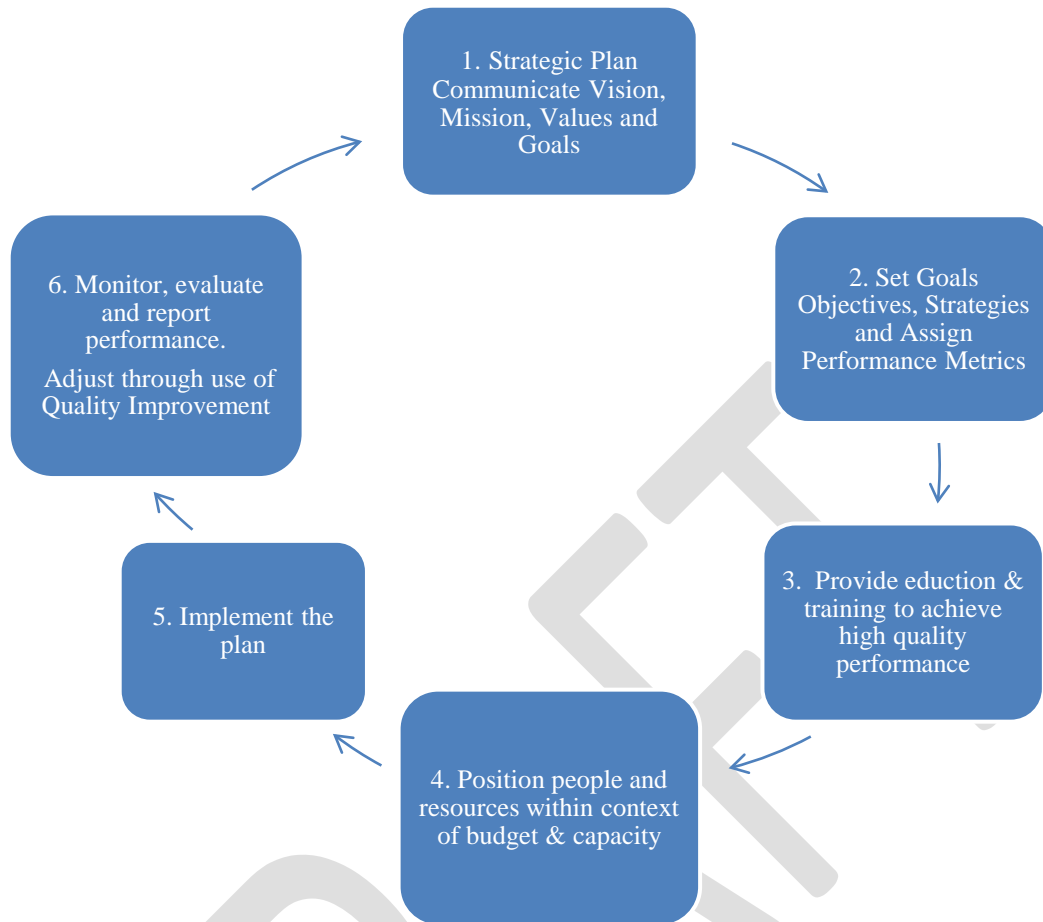 1. Strategic Plan
Communicate Vision,
Mission, Values and
Goals
2. Set Goals
Objectives, Strategies
and Assign
Performance Metrics
3. Provide eduction &
training to achieve
high quality
performance
4. Position people and
resources within context
of budget & capacity
5. Implement the
plan
6. Monitor, evaluate
and report
performance.
Adjust through use of
Quality Improvement